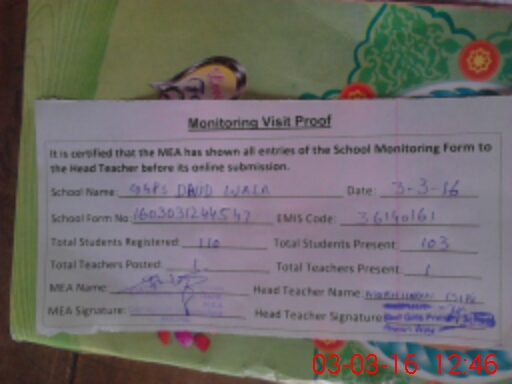 Monitoring Visit Proof
It is certified that the MEA has shown all entries of the School Monitoring Form to
the Head Teacher before its online submission.
School Name: GGPS DAUD WALA Date: 3-3-16
School Form No: 1603031244547 EMIS Code: 36140161
Total Students Registered: 110 Total Students Present: 103
Total Teachers Posted: 1 Total Teachers Present: 1
MEA Name: Head Teacher Name:
MEA Signature: Head Teacher Signature:
03-03-16 12:46